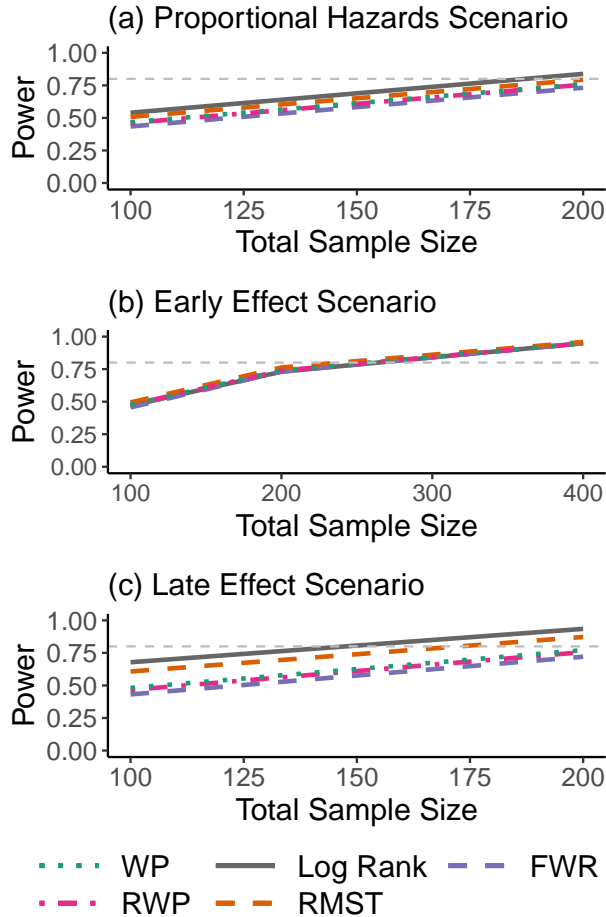 (a) Proportional Hazards Scenario
1.00
0.75
0.50
0.25
0.00
Power
100 125 150 175 200
Total Sample Size
(b) Early Effect Scenario
1.00
0.75
0.50
0.25
0.00
Power
100 200 300 400
Total Sample Size
(c) Late Effect Scenario
1.00
0.75
0.50
0.25
0.00
Power
100 125 150 175 200
Total Sample Size
WP Log Rank FWR
RWP RMST